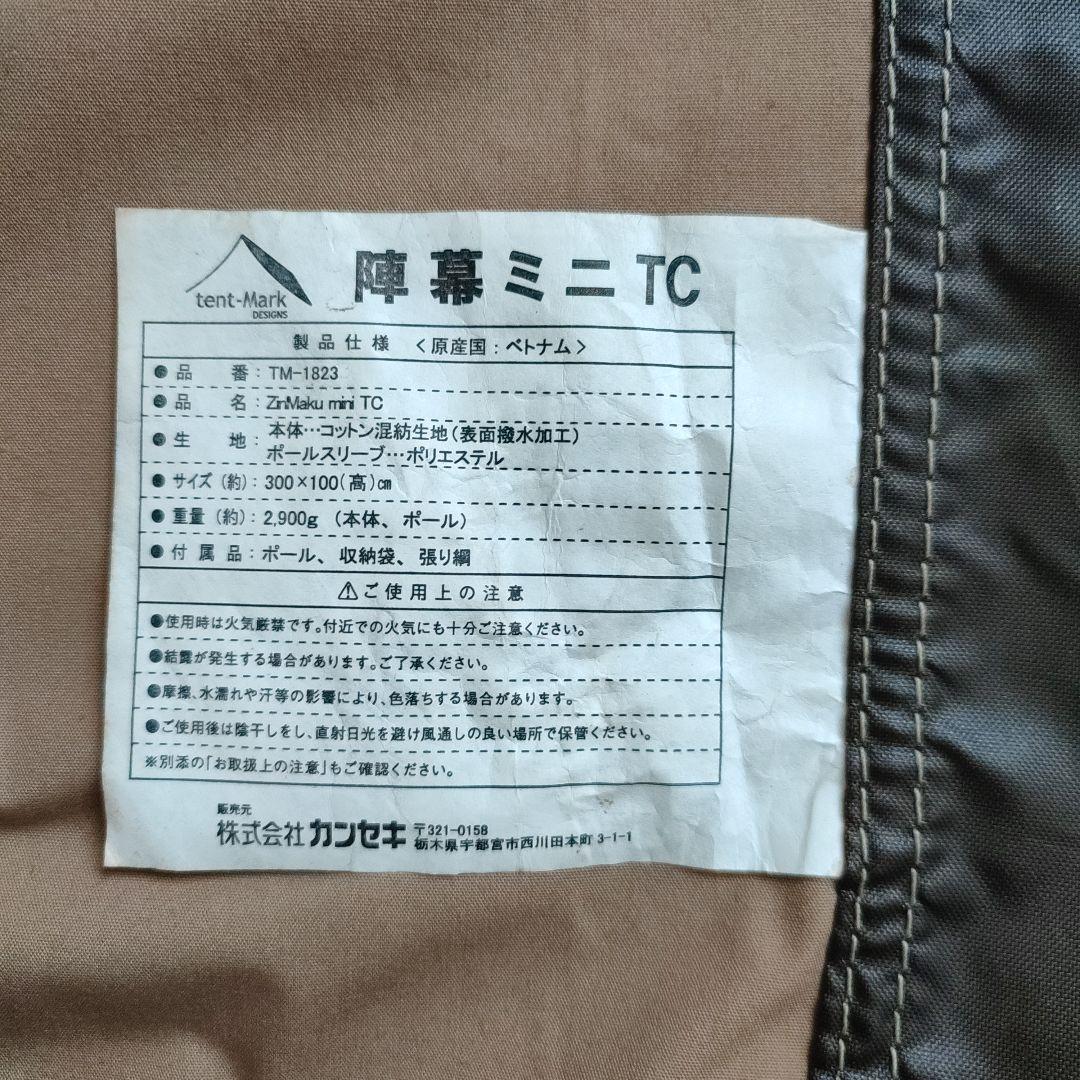 tent-Mark
DESIGNS
陣幕ミニTC
製品仕様 <原産国:ベトナム>
●品 番:TM-1823
●品 名:ZinMaku mini TC
●生 地:本体…コットン混紡生地(表面撥水加工)
ポールスリーブ…ポリエステル
●サイズ(約):300×100(高)㎝
●重量(約):2,900g (本体、ポール)
●付属品:ポール、収納袋、張り綱
⚠ご使用上の注意
●使用時は火気厳禁です。付近での火気にも十分ご注意ください。
●結露が発生する場合があります。ご了承ください。
●摩擦、水濡れや汗等の影響により、色落ちする場合があります。
●ご使用後は陰干しをし、直射日光を避け風通しの良い場所で保管ください。
※別添の「お取扱上の注意」もご確認ください。
販売元
株式会社カンセキ 〒321-0158
栃木県宇都宮市西川田本町 3-1-1